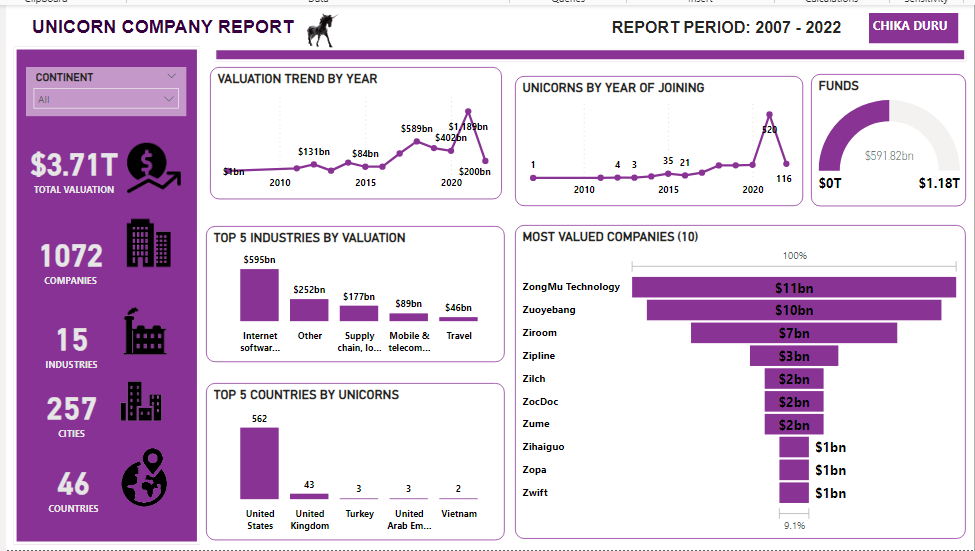 UNICORN COMPANY REPORT
REPORT PERIOD: 2007 - 2022
CHIKA DURU
CONTINENT
All
$3.71T
TOTAL VALUATION
1072
COMPANIES
15
INDUSTRIES
257
CITIES
46
COUNTRIES
VALUATION TREND BY YEAR
$1bn
$131bn
$84bn
$589bn
$402bn
$1,189bn
$200bn
2010
2015
2020
UNICORNS BY YEAR OF JOINING
1
4
3
35
21
520
116
2010
2015
2020
FUNDS
$591.82bn
$0T
$1.18T
TOP 5 INDUSTRIES BY VALUATION
$595bn
$252bn
$177bn
$89bn
$46bn
Internet softwar...
Other
Supply chain, lo...
Mobile & telecom...
Travel
TOP 5 COUNTRIES BY UNICORNS
562
43
3
3
2
United States
United Kingdom
Turkey
United Arab Em...
Vietnam
MOST VALUED COMPANIES (10)
100%
ZongMu Technology $11bn
Zuoyebang $10bn
Ziroom $7bn
Zipline $3bn
Zilch $2bn
ZocDoc $2bn
Zume $2bn
Zihaiguo $1bn
Zopa $1bn
Zwift $1bn
9.1%